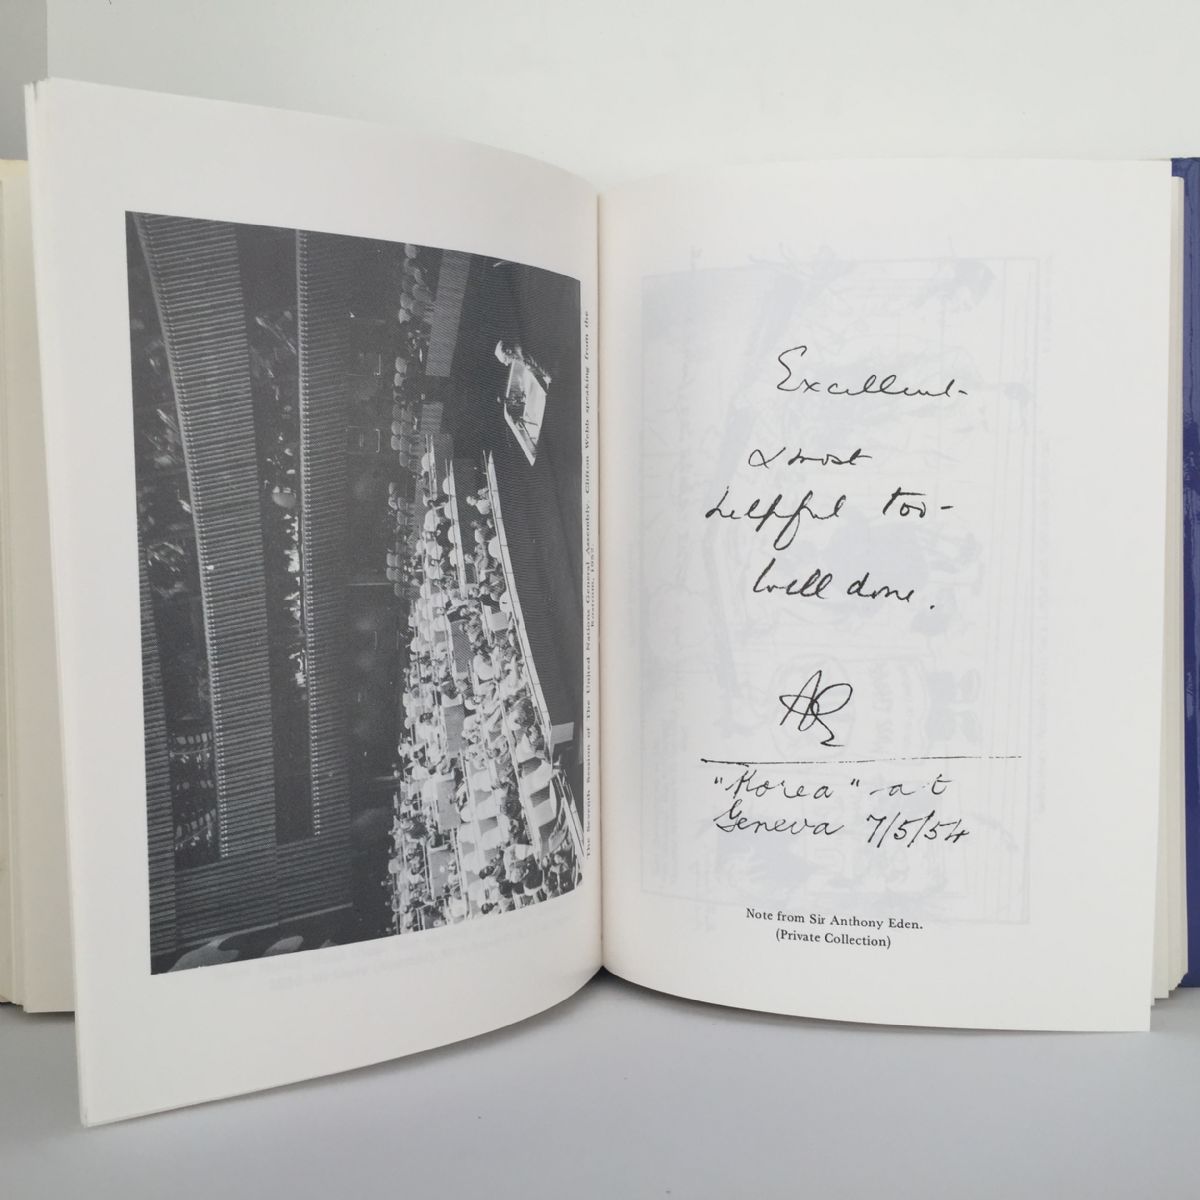 The Seventh Session of The United Nations General Assembly. Clifton Webb speaking from the
Rostrum, 1952.
Excellent -
& most
helpful too -
Well done.
AE
"Korea" - at
Geneva 7/5/54
Note from Sir Anthony Eden.
(Private Collection)